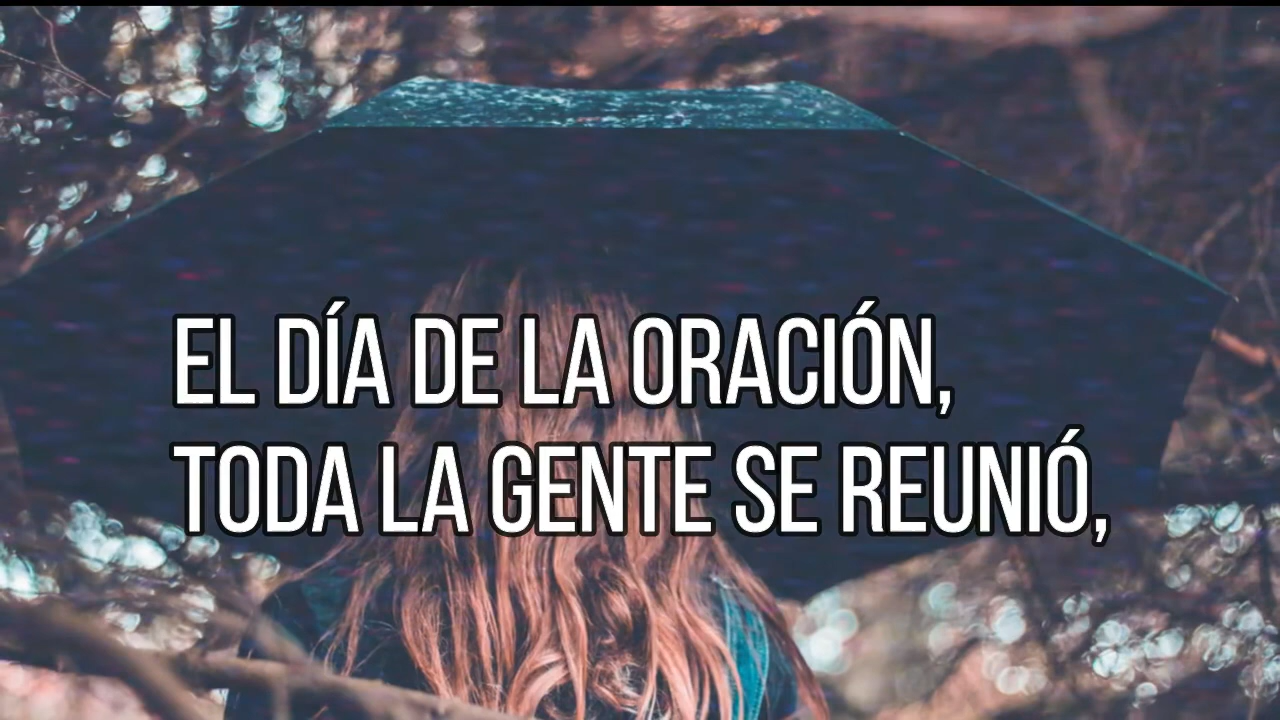 EL DÍA DE LA ORACIÓN,
TODA LA GENTE SE REUNIÓ,